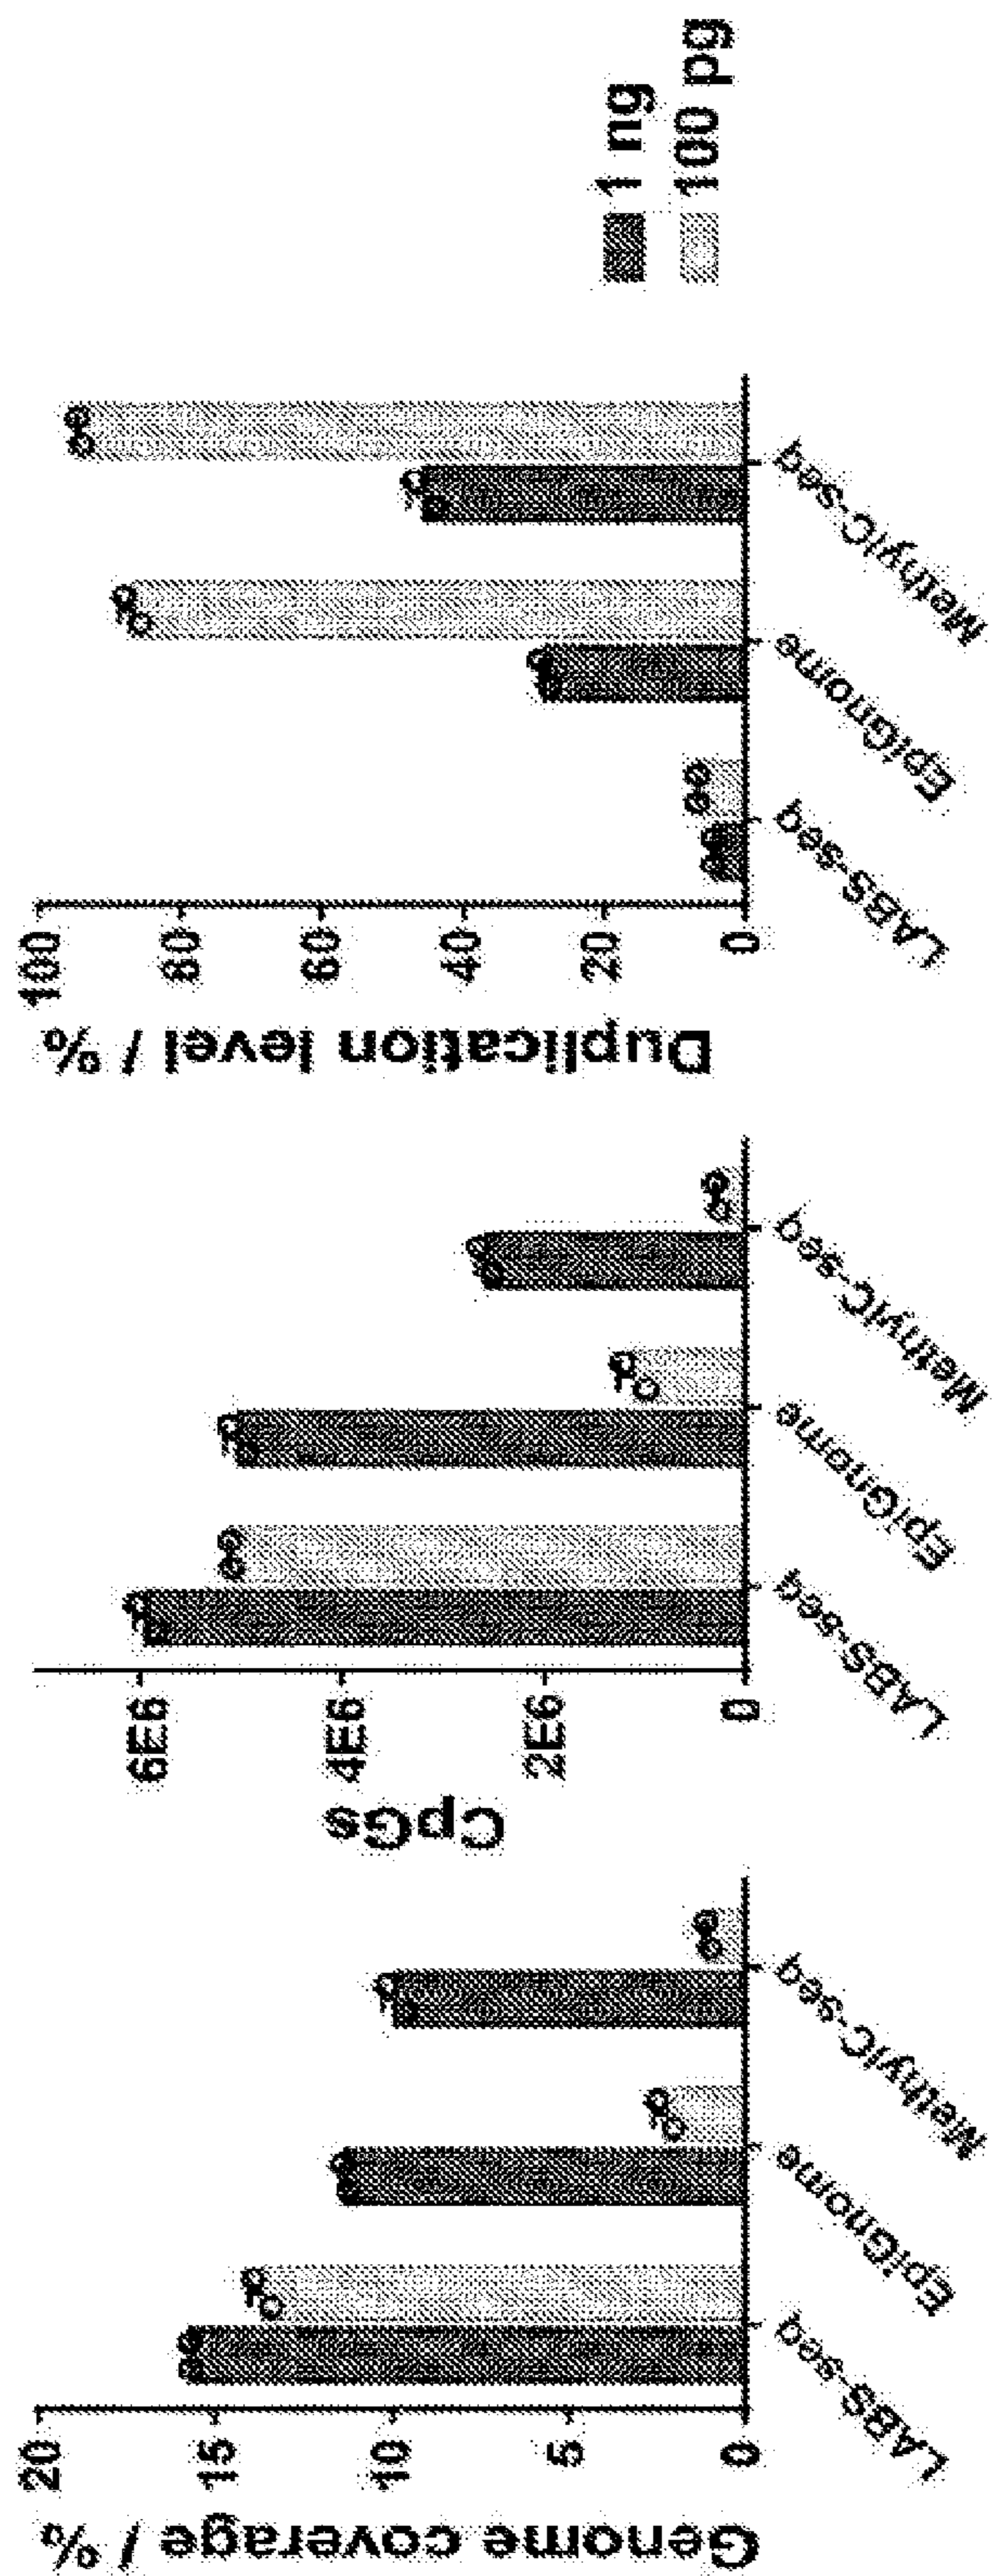 Genome coverage / %
20
15
10
5
0
LABS-seq
EpiGnome
MethylC-seq
CpGs
6E6
4E6
2E6
0
LABS-seq
EpiGnome
MethylC-seq
Duplication level / %
100
80
60
40
20
0
LABS-seq
EpiGnome
MethylC-seq
1 ng
100 pg